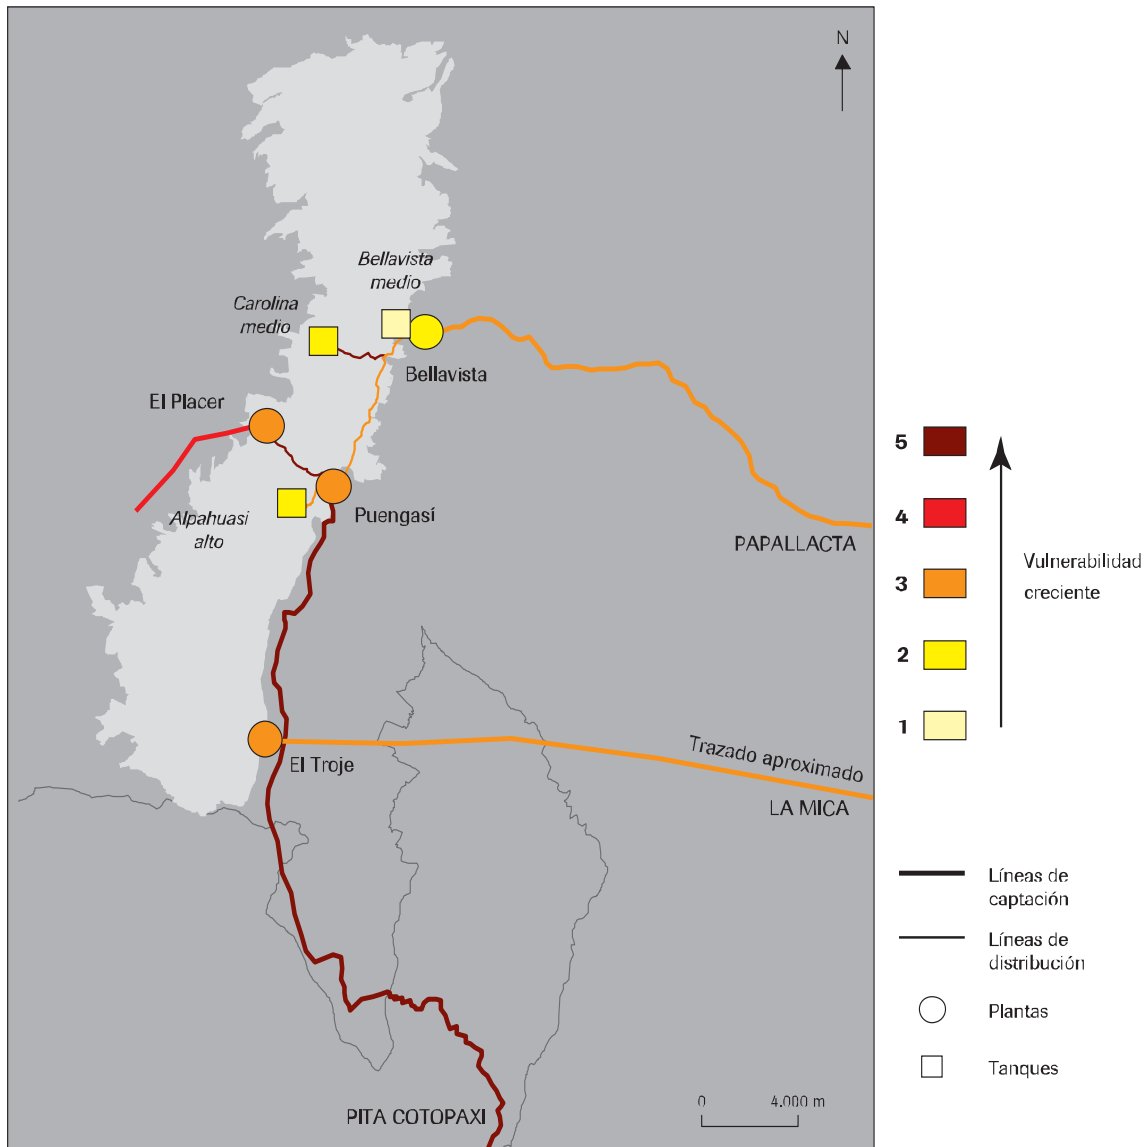 N
Bellavista
medio
Carolina
medio
Bellavista
El Placer
Puengasí
Alpahuasi
alto
PAPALLACTA
El Troje
Trazado aproximado
LA MICA
PITA COTOPAXI
0 4.000 m
5
4
3
2
1
Vulnerabilidad
creciente
Líneas de
captación
Líneas de
distribución
Plantas
Tanques